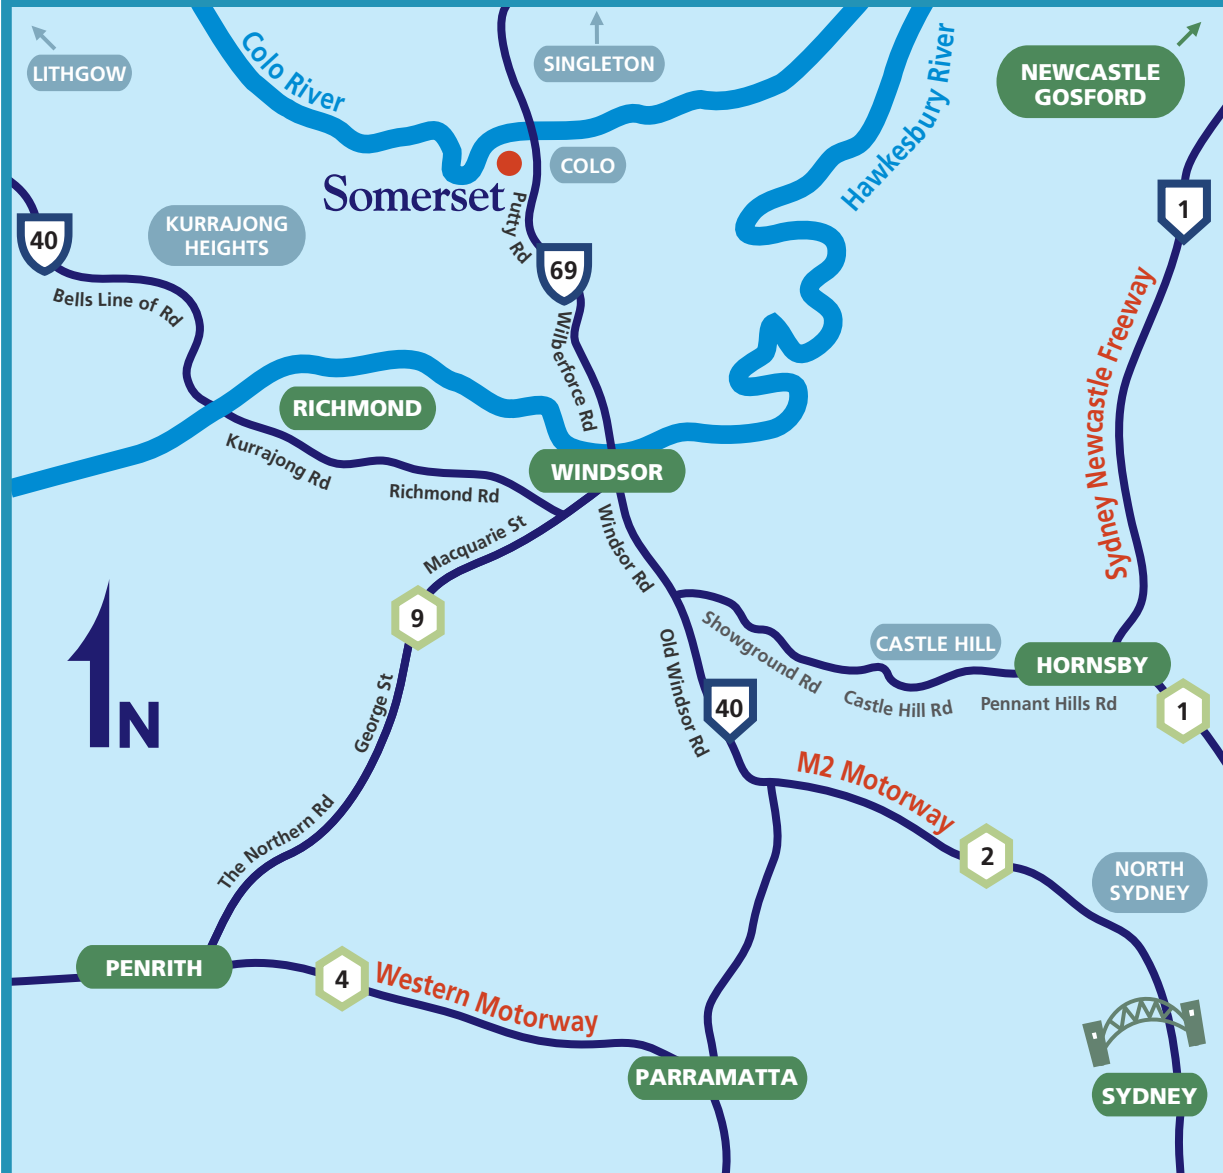 LITHGOW
Colo River
SINGLETON
Hawkesbury River
NEWCASTLE
GOSFORD
COLO
Somerset
Putty Rd
KURRAJONG
HEIGHTS
40
1
69
Bells Line of Rd
Wilberforce Rd
Sydney Newcastle Freeway
RICHMOND
Kurrajong Rd
Richmond Rd
WINDSOR
Macquarie St
Windsor Rd
9
Showground Rd
Old Windsor Rd
CASTLE HILL
HORNSBY
Castle Hill Rd
Pennant Hills Rd
1
40
N
George St
M2 Motorway
The Northern Rd
2
NORTH
SYDNEY
PENRITH
4
Western Motorway
PARRAMATTA
SYDNEY